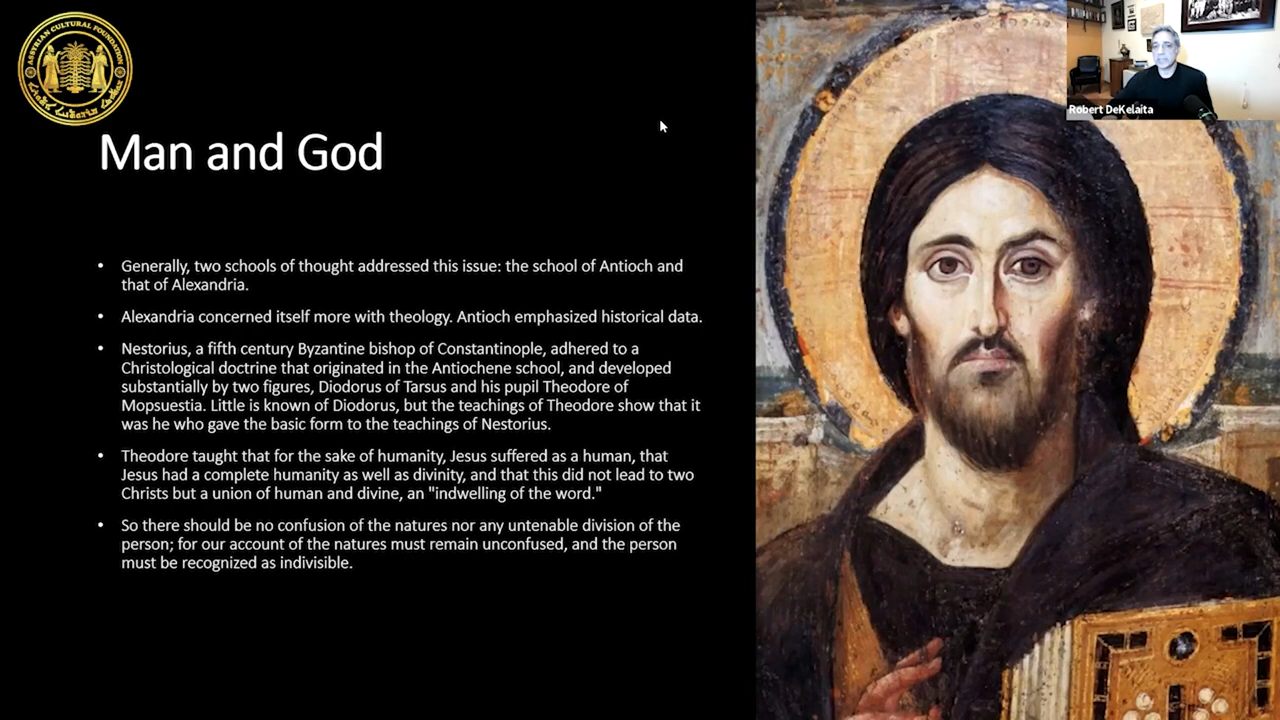 ASSYRIAN CULTURAL FOUNDATION
Robert DeKelaita
Man and God
• Generally, two schools of thought addressed this issue: the school of Antioch and
that of Alexandria.
• Alexandria concerned itself more with theology. Antioch emphasized historical data.
• Nestorius, a fifth century Byzantine bishop of Constantinople, adhered to a
Christological doctrine that originated in the Antiochene school, and developed
substantially by two figures, Diodorus of Tarsus and his pupil Theodore of
Mopsuestia. Little is known of Diodorus, but the teachings of Theodore show that it
was he who gave the basic form to the teachings of Nestorius.
• Theodore taught that for the sake of humanity, Jesus suffered as a human, that
Jesus had a complete humanity as well as divinity, and that this did not lead to two
Christs but a union of human and divine, an "indwelling of the word."
• So there should be no confusion of the natures nor any untenable division of the
person; for our account of the natures must remain unconfused, and the person
must be recognized as indivisible.